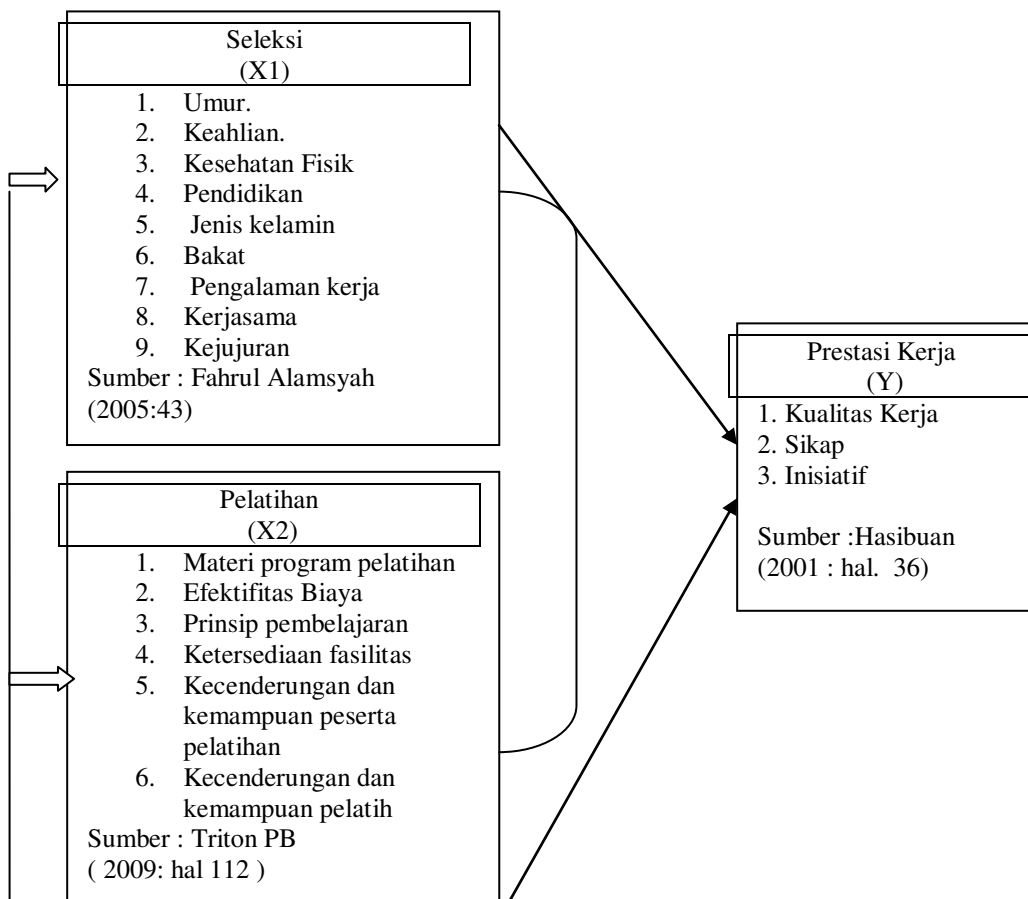 Seleksi
(X1)
1. Umur.
2. Keahlian.
3. Kesehatan Fisik
4. Pendidikan
5. Jenis kelamin
6. Bakat
7. Pengalaman kerja
8. Kerjasama
9. Kejujuran
Sumber : Fahrul Alamsyah
(2005:43)
Pelatihan
(X2)
1. Materi program pelatihan
2. Efektifitas Biaya
3. Prinsip pembelajaran
4. Ketersediaan fasilitas
5. Kecenderungan dan
kemampuan peserta
pelatihan
6. Kecenderungan dan
kemampuan pelatih
Sumber : Triton PB
( 2009: hal 112 )
Prestasi Kerja
(Y)
1. Kualitas Kerja
2. Sikap
3. Inisiatif
Sumber :Hasibuan
(2001 : hal. 36)